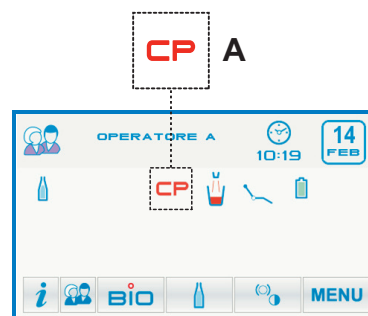 CP A
OPERATORE A
10:19
14
FEB
CP
i
BIO
MENU